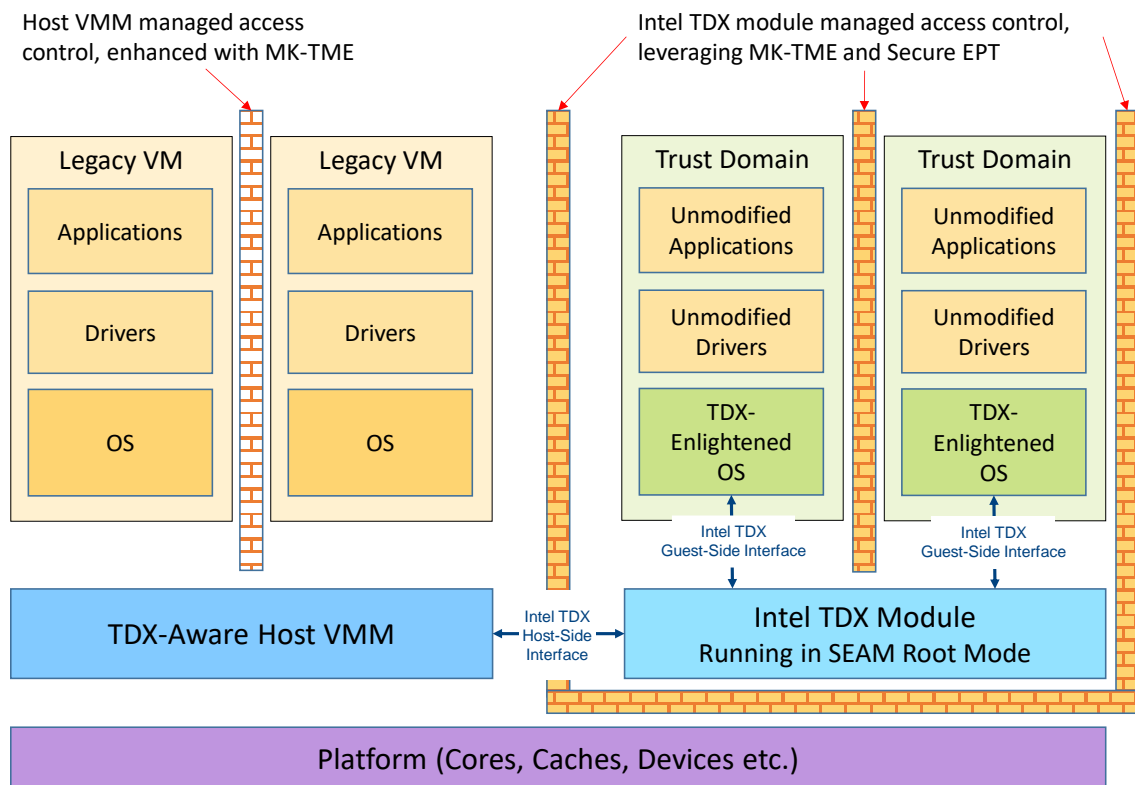 Host VMM managed access
control, enhanced with MK-TME
Intel TDX module managed access control,
leveraging MK-TME and Secure EPT
Legacy VM
Applications
Drivers
OS
Legacy VM
Applications
Drivers
OS
Trust Domain
Unmodified
Applications
Unmodified
Drivers
TDX-
Enlightened
OS
Trust Domain
Unmodified
Applications
Unmodified
Drivers
TDX-
Enlightened
OS
Intel TDX
Guest-Side Interface
Intel TDX
Guest-Side Interface
TDX-Aware Host VMM
Intel TDX
Host-Side
Interface
Intel TDX Module
Running in SEAM Root Mode
Platform (Cores, Caches, Devices etc.)